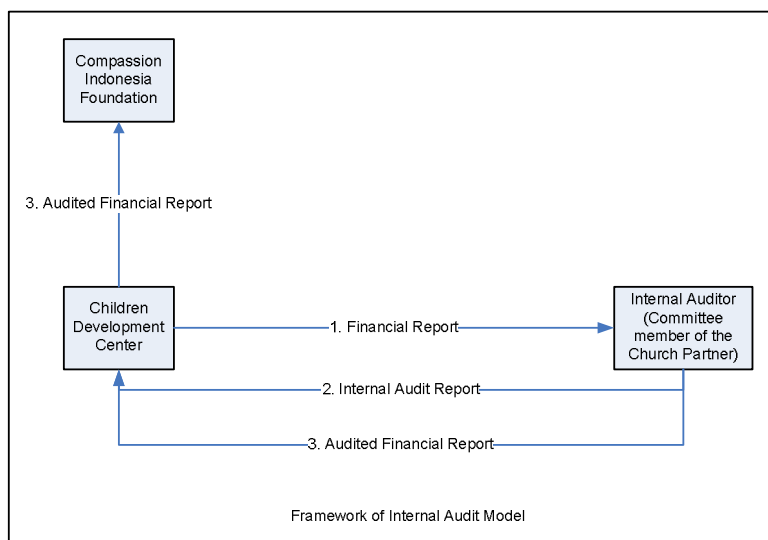 Compassion
Indonesia
Foundation
3. Audited Financial Report
Children
Development
Center
1. Financial Report
Internal Auditor
(Committee
member of the
Church Partner)
2. Internal Audit Report
3. Audited Financial Report
Framework of Internal Audit Model